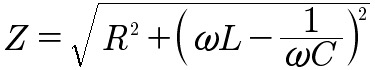 Z = √(R² + (ωL − 1/ωC)²)